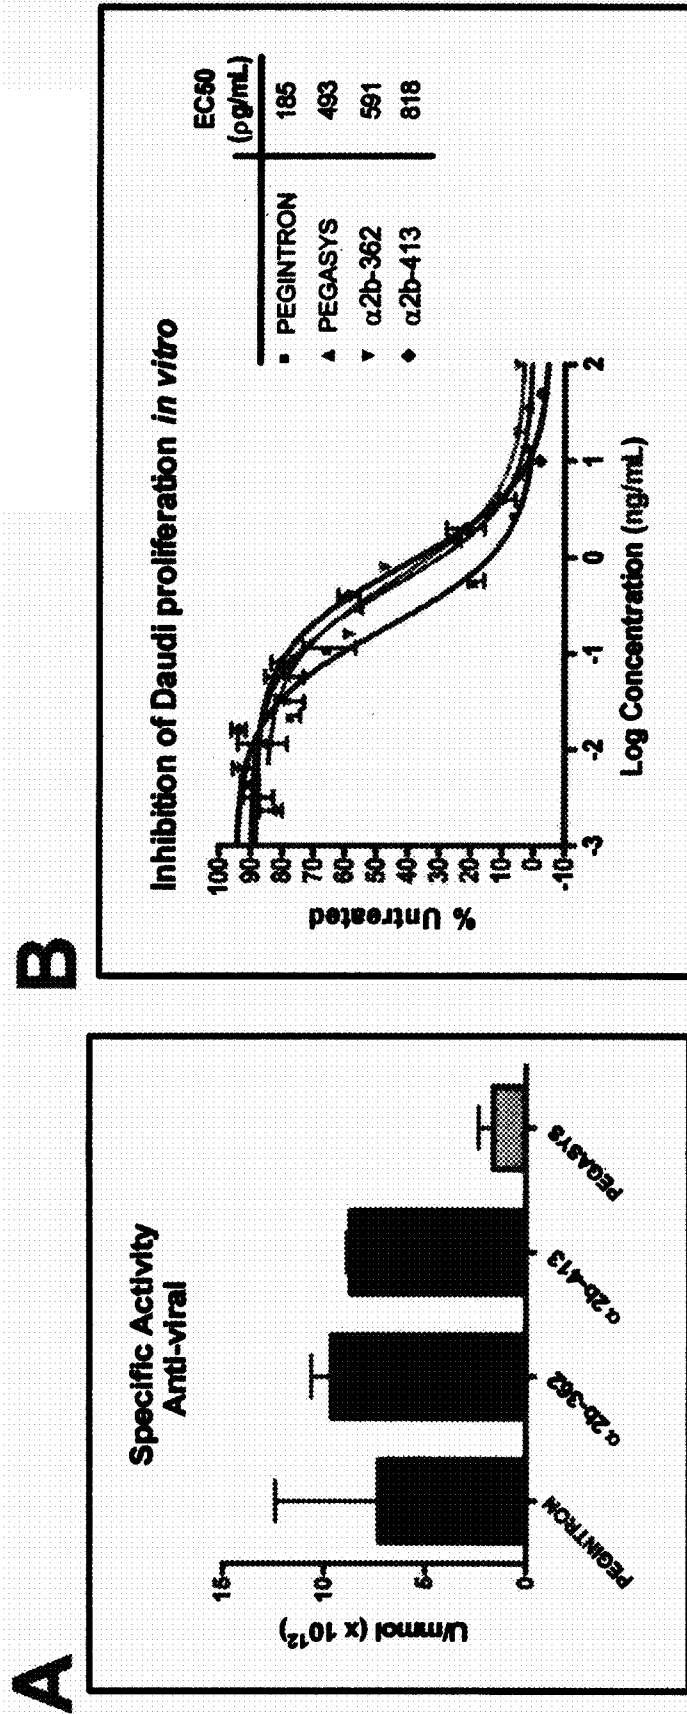 A
Specific Activity
Anti-viral
U/mmol (x 10¹²)
15
10
5
0
PEGINTRON
α2b-362
α2b-413
PEGASYS
B
Inhibition of Daudi proliferation in vitro
% Untreated
100
90
80
70
60
50
40
30
20
10
0
-10
-3 -2 -1 0 1 2
Log Concentration (ng/mL)
EC50
(ρg/mL)
PEGINTRON 185
PEGASYS 493
α2b-362 591
α2b-413 818